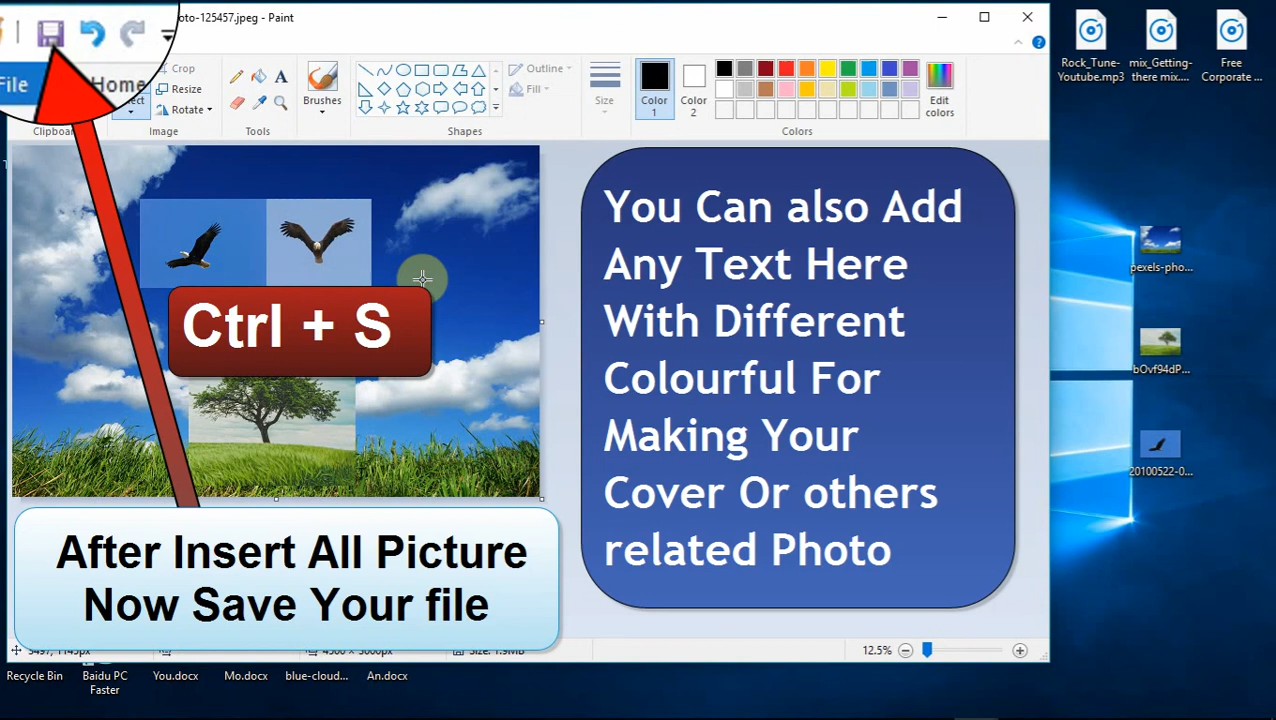 oto-125457.jpeg - Paint
File
Home
Crop
Resize
Rotate
Brushes
Outline
Fill
Size
Color
1
Color
2
Edit
colors
Image
Tools
Shapes
Colors
Ctrl + S
You Can also Add
Any Text Here
With Different
Colourful For
Making Your
Cover Or others
related Photo
After Insert All Picture
Now Save Your file
12.5%
Rock_Tune-
Youtube.mp3
mix_Getting-
there mix....
Free
Corporate ...
pexels-pho...
bOvf94dP...
20100522-0...
Recycle Bin
Baidu PC
Faster
You.docx
Mo.docx
blue-cloud...
An.docx